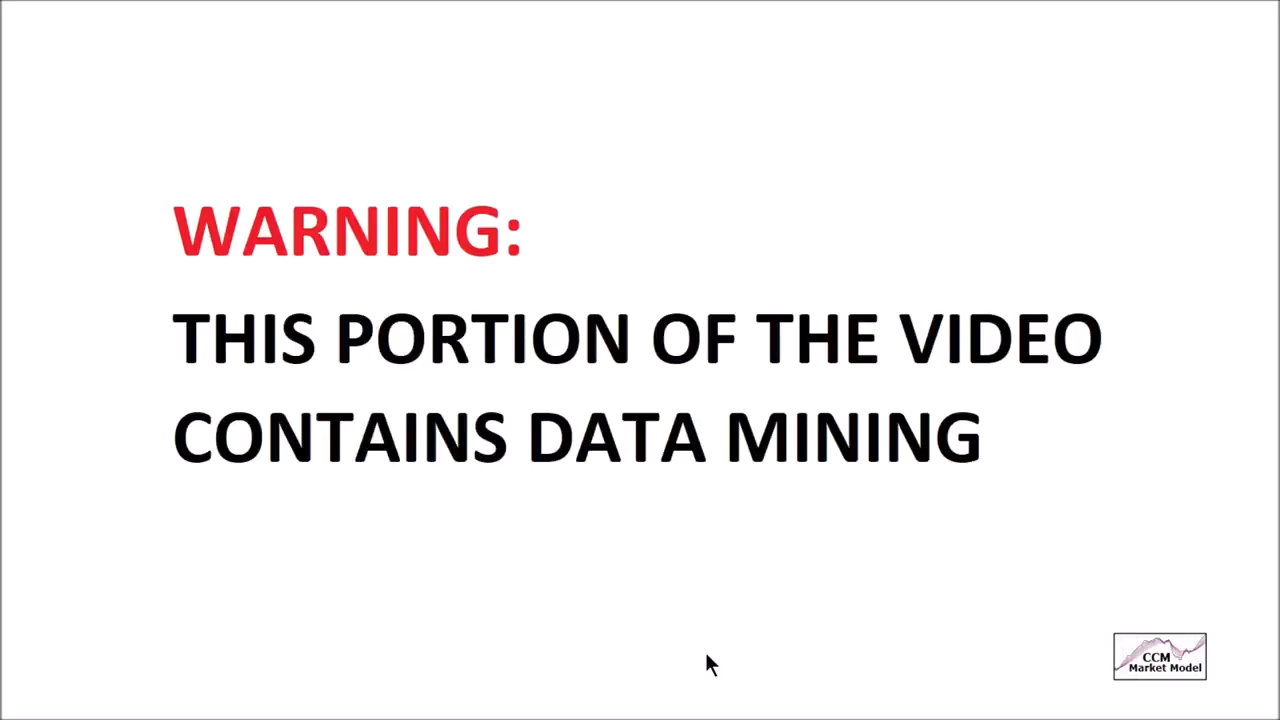 WARNING:
THIS PORTION OF THE VIDEO
CONTAINS DATA MINING
CCM
Market Model